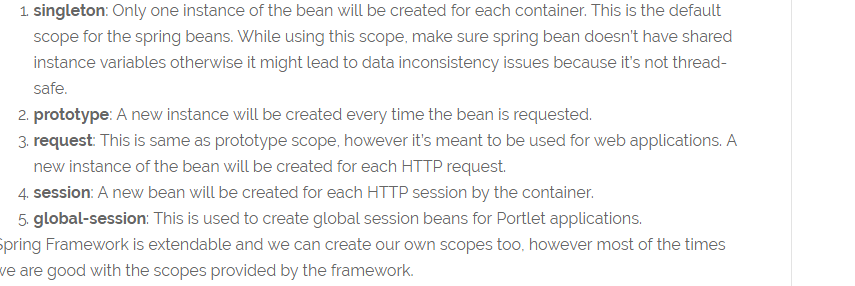 1. singleton: Only one instance of the bean will be created for each container. This is the default
scope for the spring beans. While using this scope, make sure spring bean doesn't have shared
instance variables otherwise it might lead to data inconsistency issues because it's not thread-
safe.
2. prototype: A new instance will be created every time the bean is requested.
3. request: This is same as prototype scope, however it's meant to be used for web applications. A
new instance of the bean will be created for each HTTP request.
4. session: A new bean will be created for each HTTP session by the container.
5. global-session: This is used to create global session beans for Portlet applications.
Spring Framework is extendable and we can create our own scopes too, however most of the times
we are good with the scopes provided by the framework.